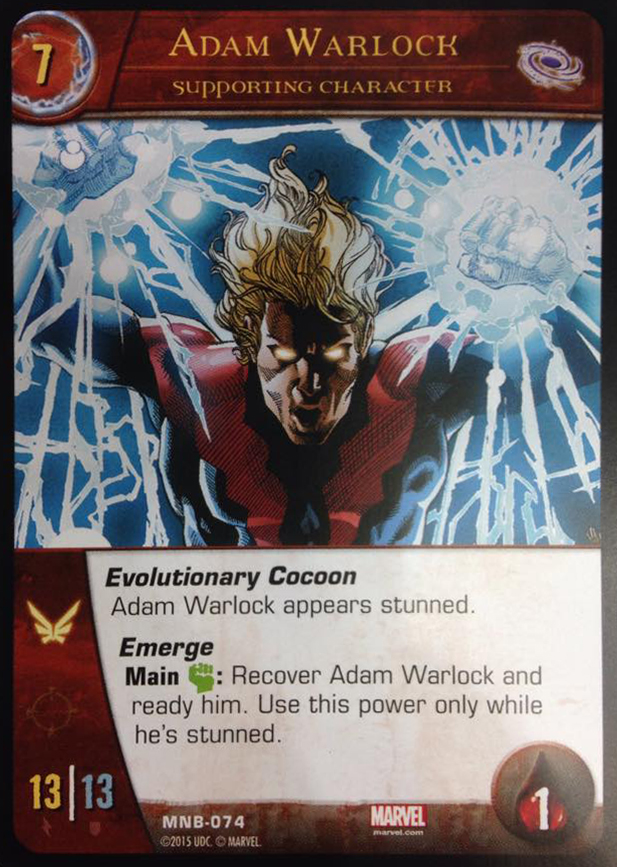 7
ADAM WARLOCK
SUPPORTING CHARACTER
Evolutionary Cocoon
Adam Warlock appears stunned.
Emerge
Main : Recover Adam Warlock and
ready him. Use this power only while
he's stunned.
13|13
1
MNB-074
MARVEL
marvel.com
©2015 UDC. © MARVEL.